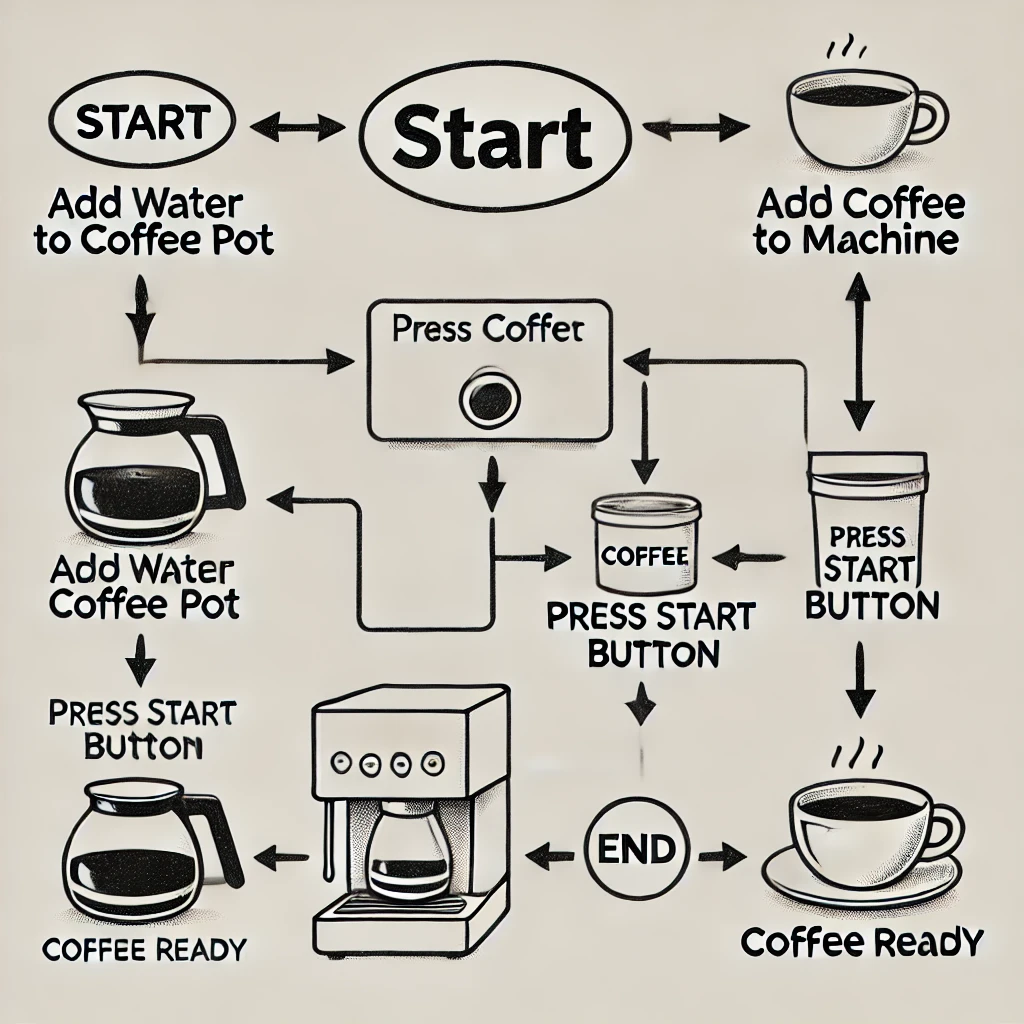 START
Start
Add Water
to Coffee Pot
Add Coffee
to Machine
Press Coffet
Add Water
Coffee Pot
COFFEE
PRESS START
BUTTON
PRESS
START
BUTTON
PRESS START
BUTTON
END
COFFEE READY
Coffee ReadY